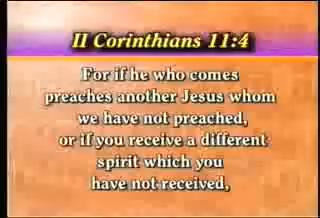 II Corinthians 11:4
For if he who comes
preaches another Jesus whom
we have not preached,
or if you receive a different
spirit which you
have not received,